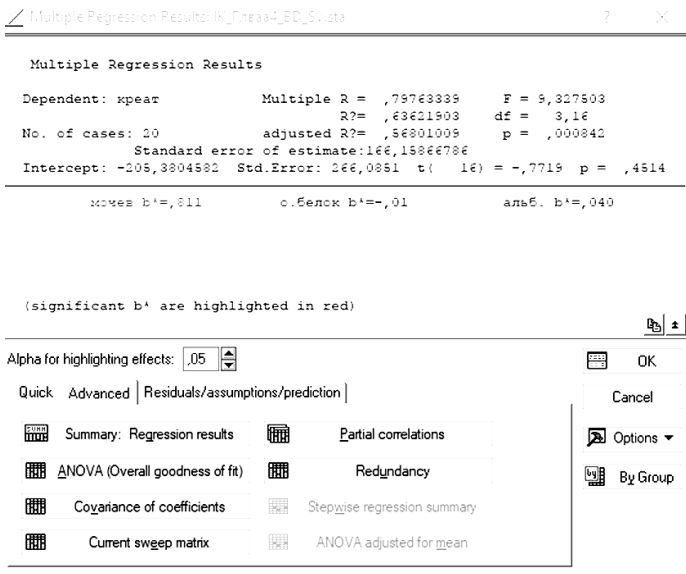 Multiple Regression Results:
Multiple Regression Results
Dependent: креат Multiple R = ,79763339 F = 9,327503
R?= ,63621903 df = 3,16
No. of cases: 20 adjusted R?= ,56801009 p = ,000842
Standard error of estimate:166,15866786
Intercept: -205,3804582 Std.Error: 266,0851 t( 16) = -,7719 p = ,4514
мочев b*=,811 о.белок b*=-,01 альб. b*=,040
(significant b* are highlighted in red)
Alpha for highlighting effects: ,05
OK
Quick Advanced Residuals/assumptions/prediction
Cancel
Summary: Regression results Partial correlations
Options
ANOVA (Overall goodness of fit) Redundancy
By Group
Covariance of coefficients Stepwise regression summary
Current sweep matrix ANOVA adjusted for mean